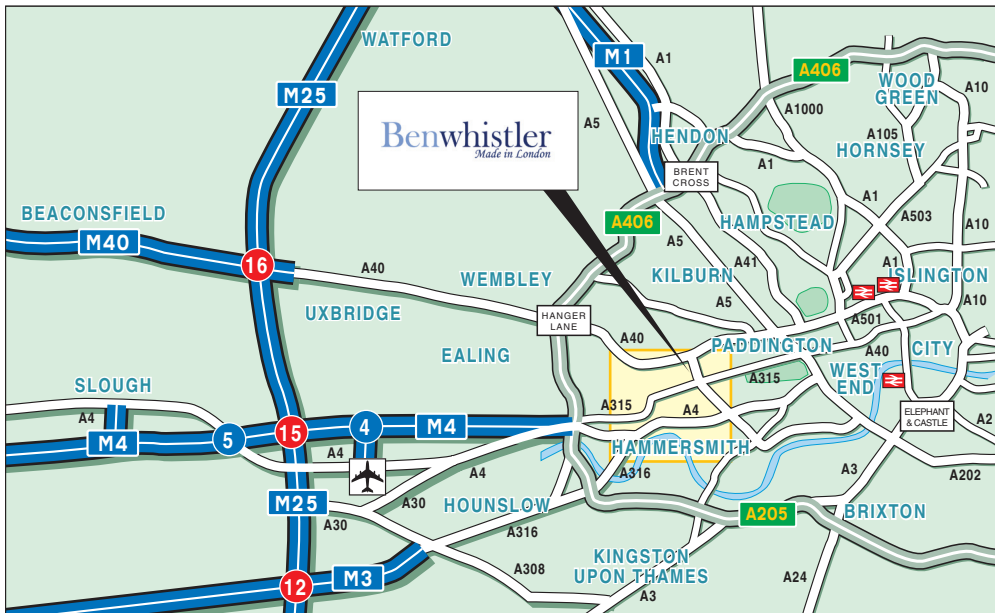 WATFORD
M1
A1
A406
WOOD
GREEN
A10
M25
A1000
A5
Benwhistler
Made in London
HENDON
A105
HORNSEY
BRENT
CROSS
A1
A1
BEACONSFIELD
A406
HAMPSTEAD
A503
A10
M40
A5
A41
A1
16
A40
WEMBLEY
KILBURN
ISLINGTON
A10
UXBRIDGE
HANGER
LANE
A5
A501
A40
PADDINGTON
A40
CITY
EALING
WEST
END
SLOUGH
A315
A4
A315
A4
ELEPHANT
& CASTLE
A2
M4
5
15
4
M4
HAMMERSMITH
A4
A4
A316
A3
A202
M25
A30
A30
HOUNSLOW
A205
BRIXTON
A316
KINGSTON
UPON THAMES
12
M3
A308
A3
A24